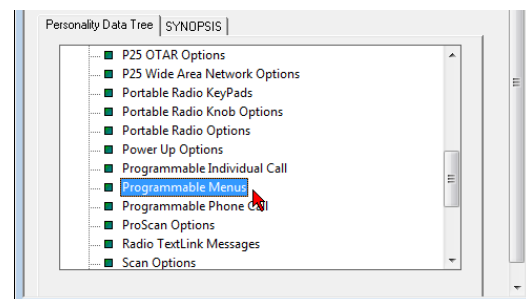 Personality Data Tree SYNOPSIS
P25 OTAR Options
P25 Wide Area Network Options
Portable Radio KeyPads
Portable Radio Knob Options
Portable Radio Options
Power Up Options
Programmable Individual Call
Programmable Menus
Programmable Phone Call
ProScan Options
Radio TextLink Messages
Scan Options